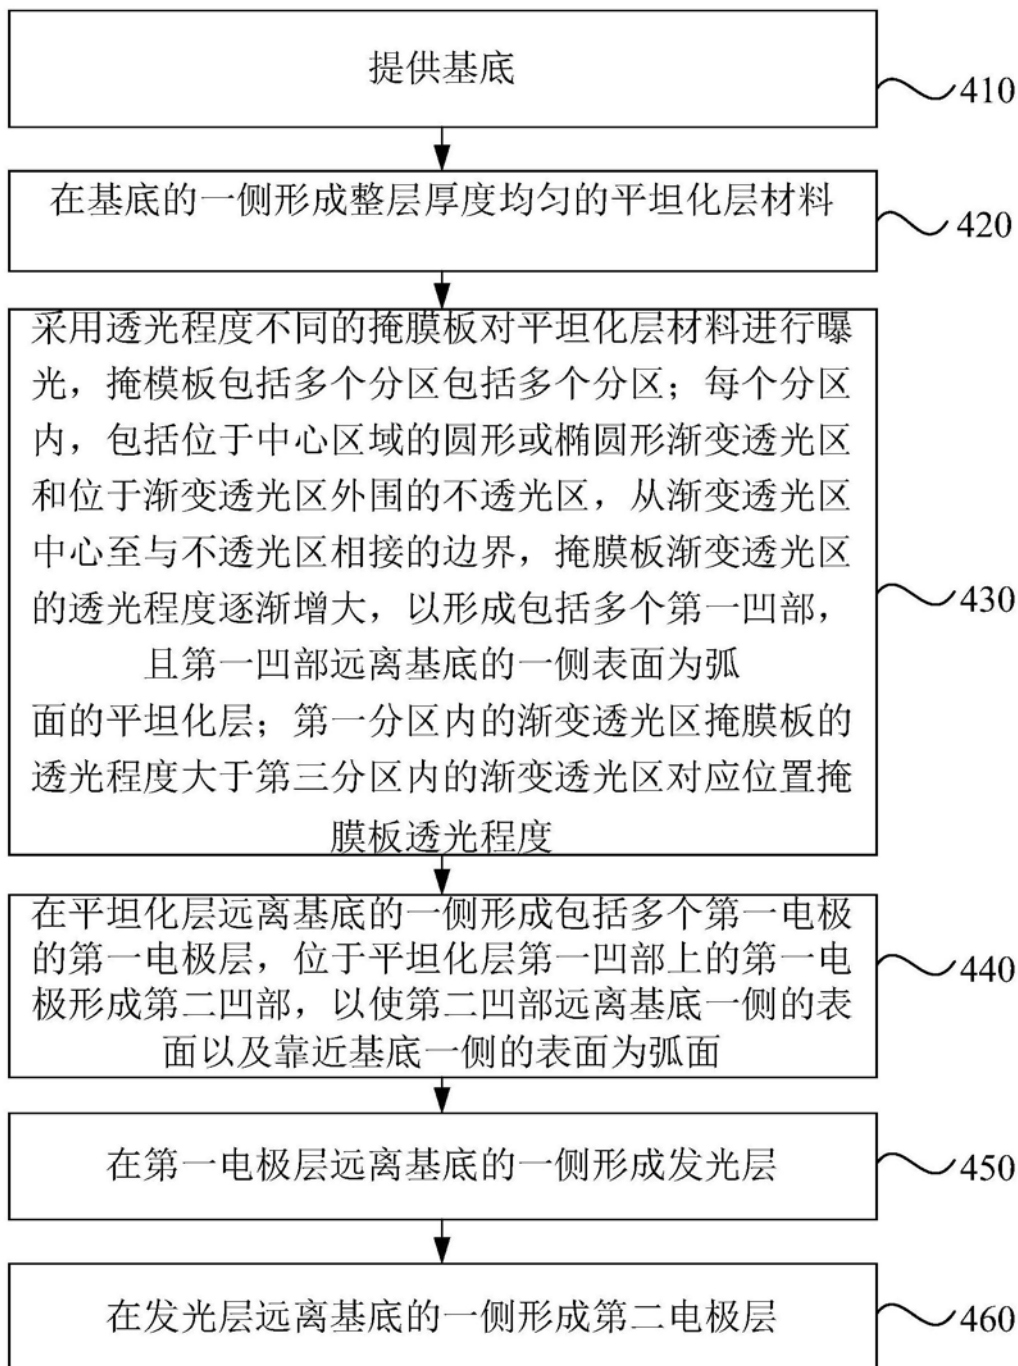 提供基底
410
在基底的一侧形成整层厚度均匀的平坦化层材料
420
采用透光程度不同的掩膜板对平坦化层材料进行曝
光，掩模板包括多个分区包括多个分区；每个分区
内，包括位于中心区域的圆形或椭圆形渐变透光区
和位于渐变透光区外围的不透光区，从渐变透光区
中心至与不透光区相接的边界，掩膜板渐变透光区
的透光程度逐渐增大，以形成包括多个第一凹部，
且第一凹部远离基底的一侧表面为弧
面的平坦化层；第一分区内的渐变透光区掩膜板的
透光程度大于第三分区内的渐变透光区对应位置掩
膜板透光程度
430
在平坦化层远离基底的一侧形成包括多个第一电极
的第一电极层，位于平坦化层第一凹部上的第一电
极形成第二凹部，以使第二凹部远离基底一侧的表
面以及靠近基底一侧的表面为弧面
440
在第一电极层远离基底的一侧形成发光层
450
在发光层远离基底的一侧形成第二电极层
460